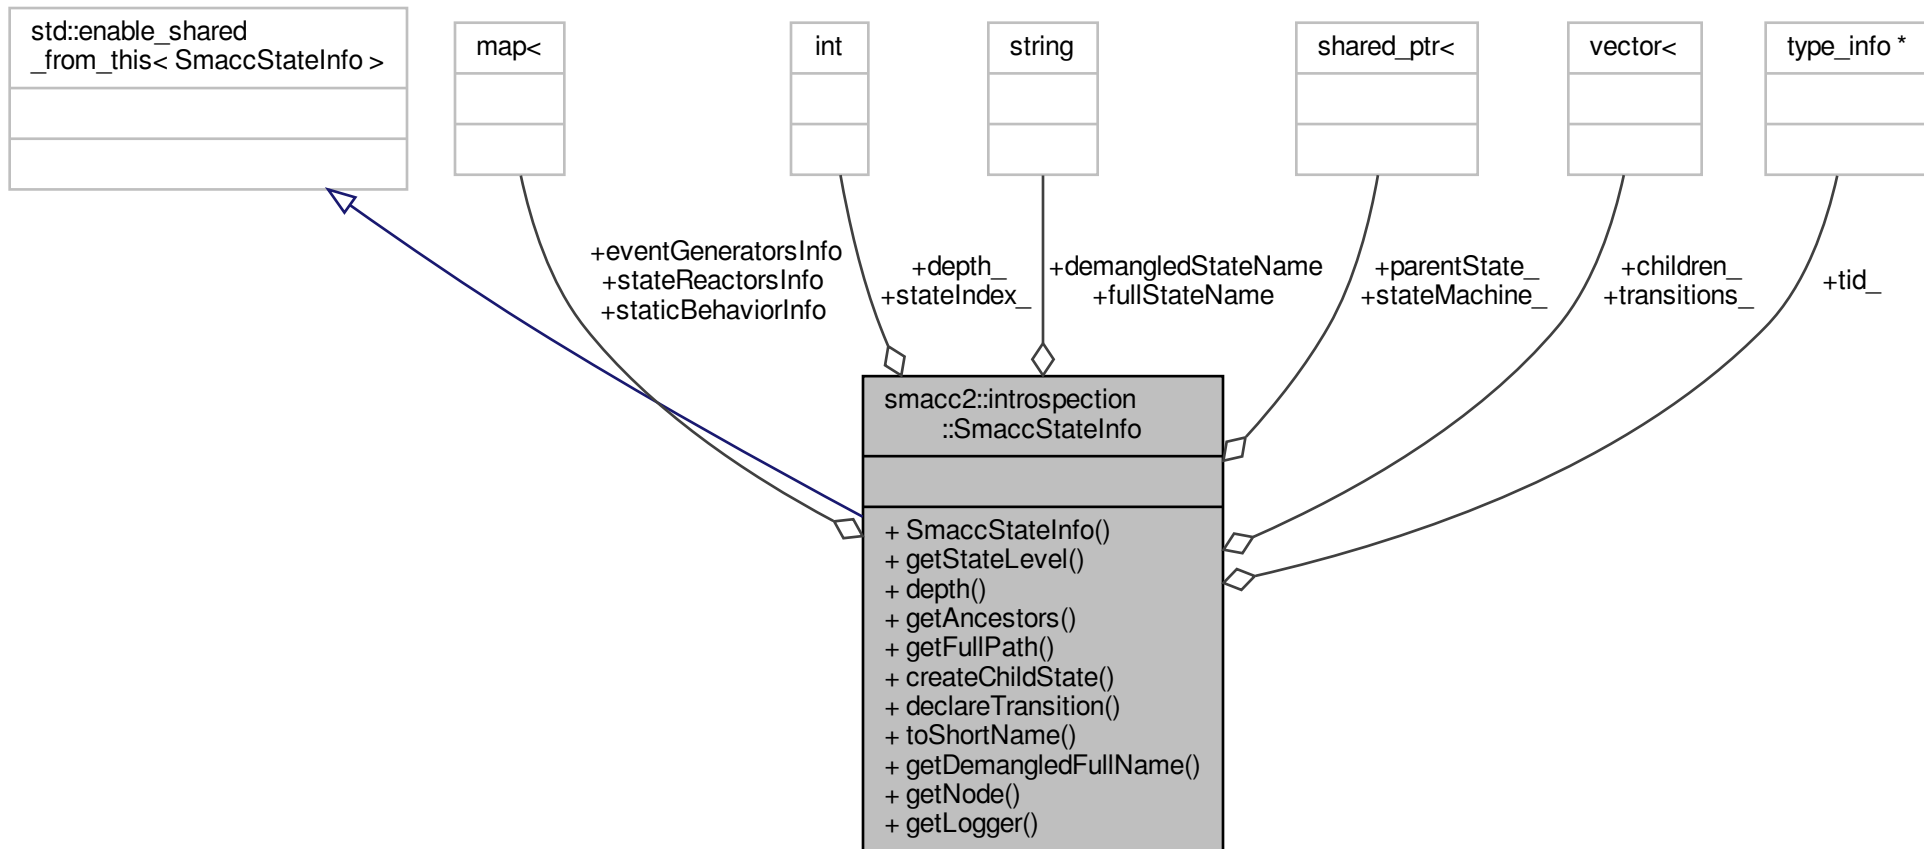 std::enable_shared
_from_this< SmaccStateInfo >
map<
int
string
shared_ptr<
vector<
type_info *
+eventGeneratorsInfo
+stateReactorsInfo
+staticBehaviorInfo
+depth_
+stateIndex_
+demangledStateName
+fullStateName
+parentState_
+stateMachine_
+children_
+transitions_
+tid_
smacc2::introspection
::SmaccStateInfo
+ SmaccStateInfo()
+ getStateLevel()
+ depth()
+ getAncestors()
+ getFullPath()
+ createChildState()
+ declareTransition()
+ toShortName()
+ getDemangledFullName()
+ getNode()
+ getLogger()